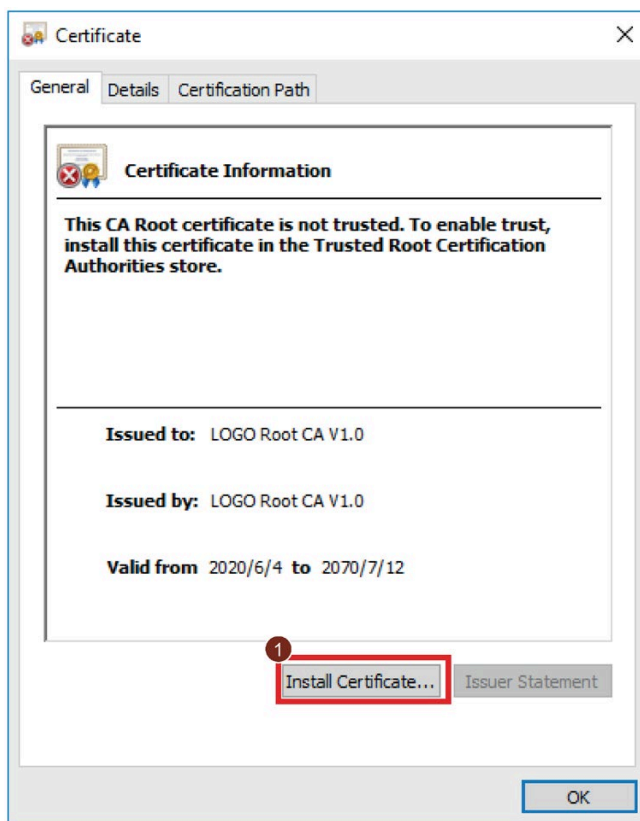 Certificate
General
Details
Certification Path
Certificate Information
This CA Root certificate is not trusted. To enable trust,
install this certificate in the Trusted Root Certification
Authorities store.
Issued to: LOGO Root CA V1.0
Issued by: LOGO Root CA V1.0
Valid from 2020/6/4 to 2070/7/12
1
Install Certificate...
Issuer Statement
OK